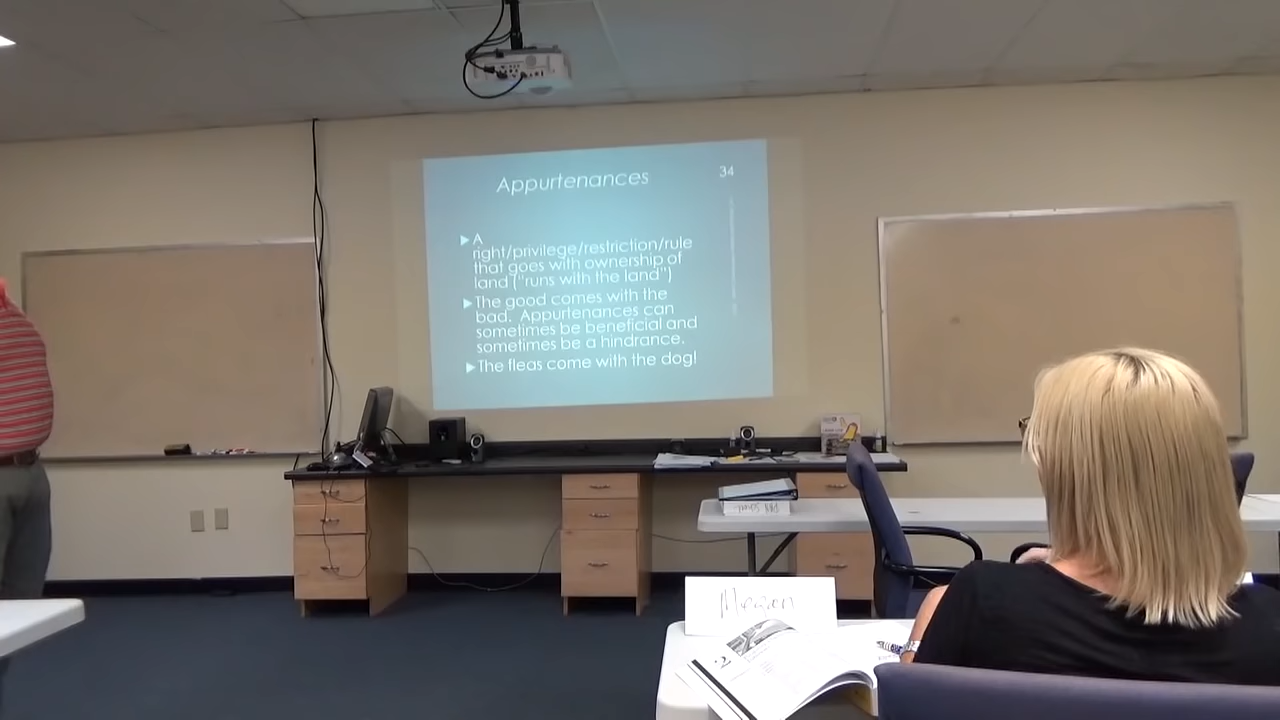 Appurtenances
34
A
right/privilege/restriction/rule
that goes with ownership of
land ("runs with the land")
The good comes with the
bad. Appurtenances can
sometimes be beneficial and
sometimes be a hindrance.
The fleas come with the dog!
2